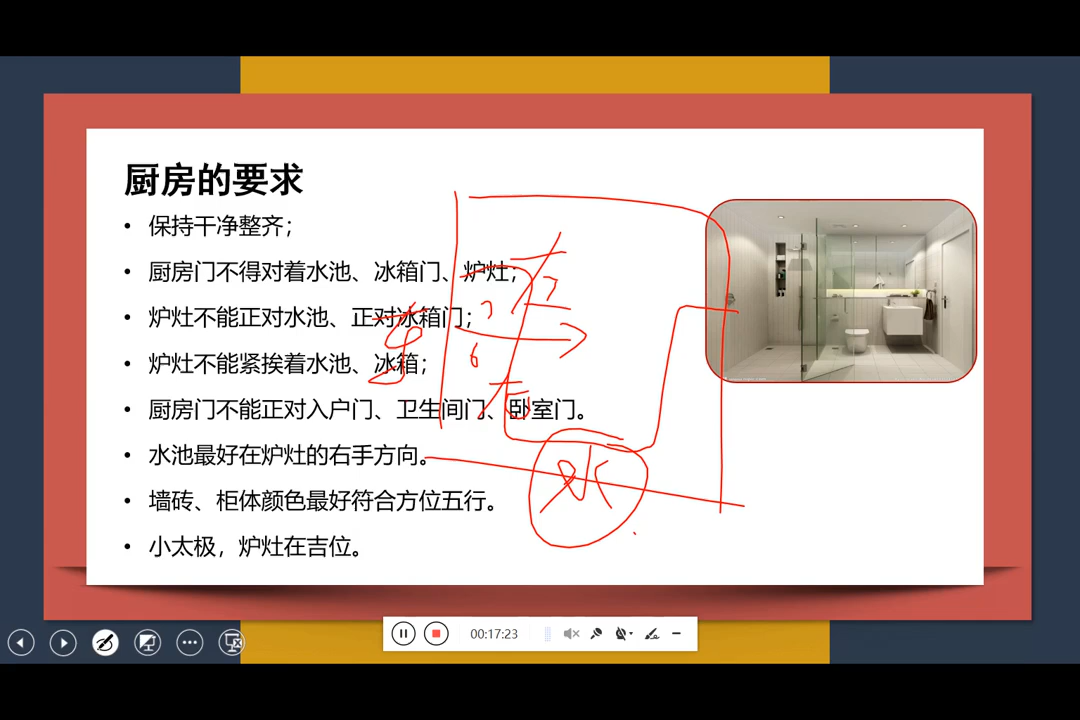 厨房的要求
• 保持干净整齐；
• 厨房门不得对着水池、冰箱门、炉灶；
• 炉灶不能正对水池、正对冰箱门；
• 炉灶不能紧挨着水池、冰箱；
• 厨房门不能正对入户门、卫生间门、卧室门。
• 水池最好在炉灶的右手方向。
• 墙砖、柜体颜色最好符合方位五行。
• 小太极，炉灶在吉位。
东
水
6
00:17:23